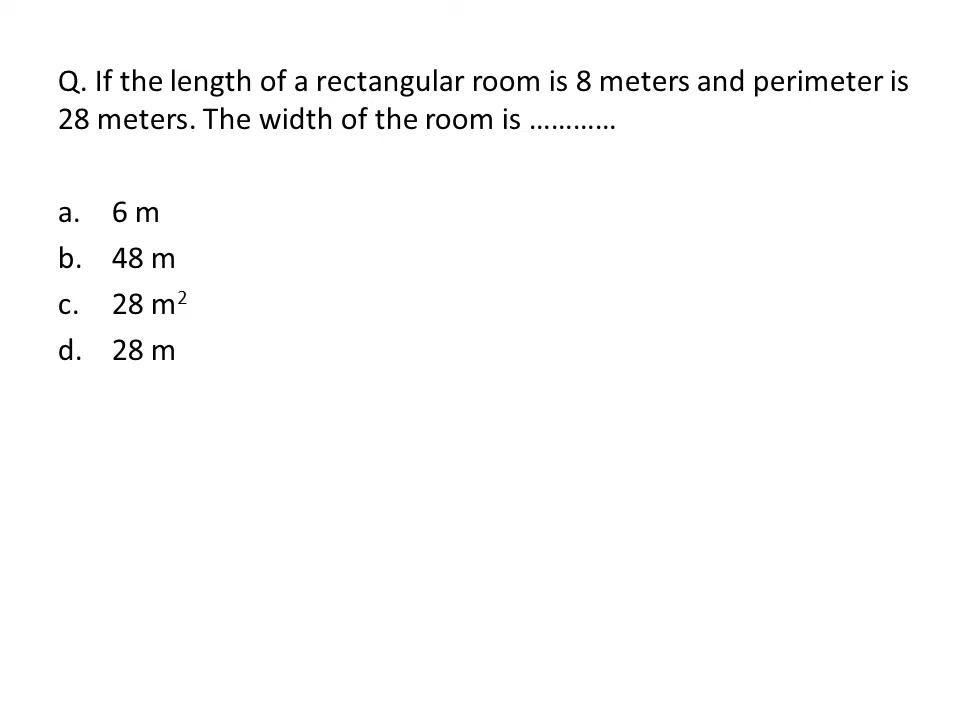 Q. If the length of a rectangular room is 8 meters and perimeter is
28 meters. The width of the room is …………
a. 6 m
b. 48 m
c. 28 m²
d. 28 m